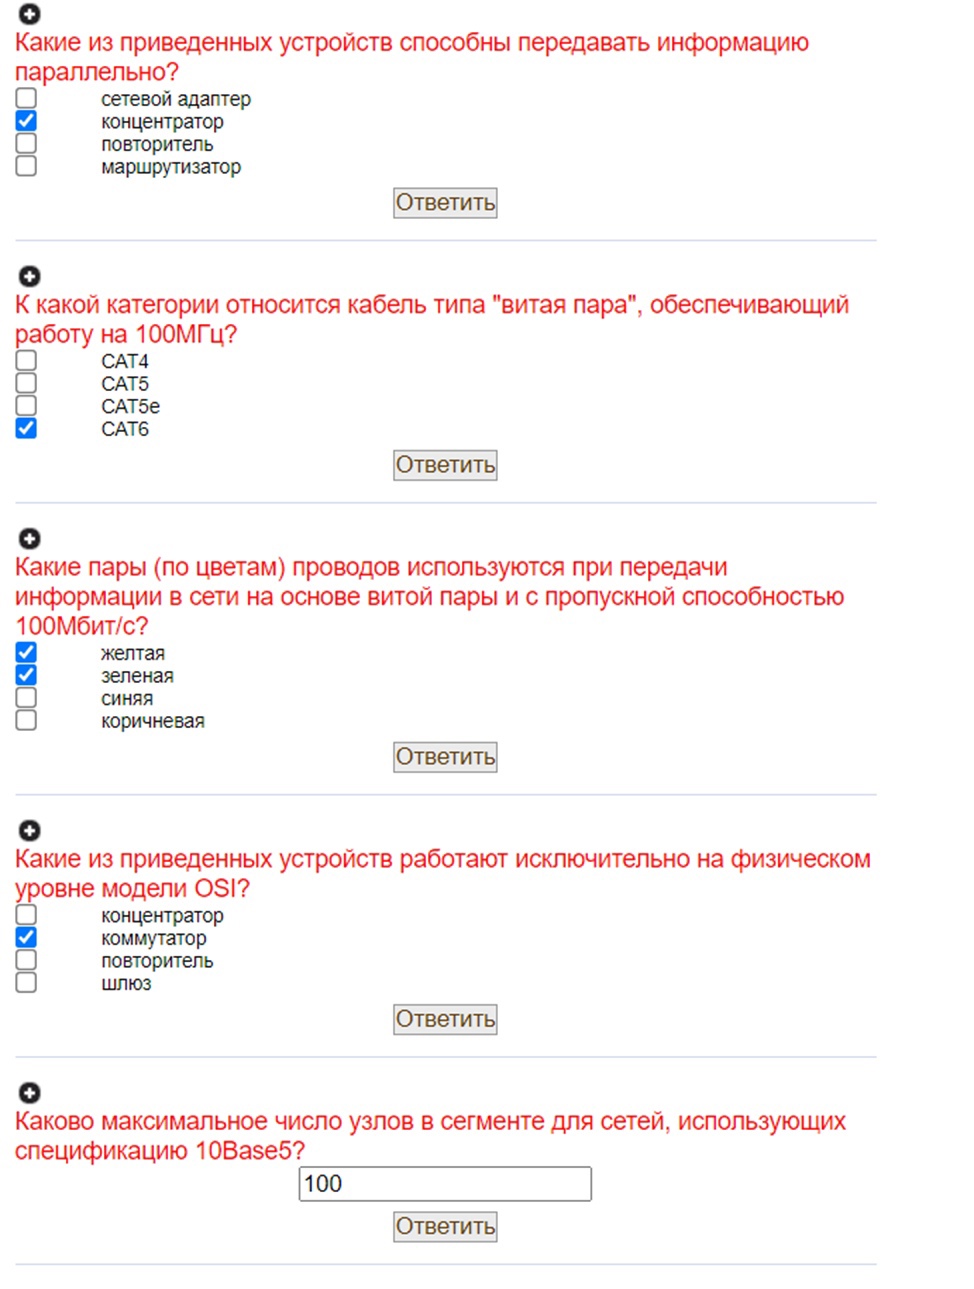 Какие из приведенных устройств способны передавать информацию
параллельно?
сетевой адаптер
концентратор
повторитель
маршрутизатор
Ответить
К какой категории относится кабель типа "витая пара", обеспечивающий
работу на 100МГц?
CAT4
CAT5
CAT5e
CAT6
Ответить
Какие пары (по цветам) проводов используются при передачи
информации в сети на основе витой пары и с пропускной способностью
100Мбит/с?
желтая
зеленая
синяя
коричневая
Ответить
Какие из приведенных устройств работают исключительно на физическом
уровне модели OSI?
концентратор
коммутатор
повторитель
шлюз
Ответить
Каково максимальное число узлов в сегменте для сетей, использующих
спецификацию 10Base5?
100
Ответить